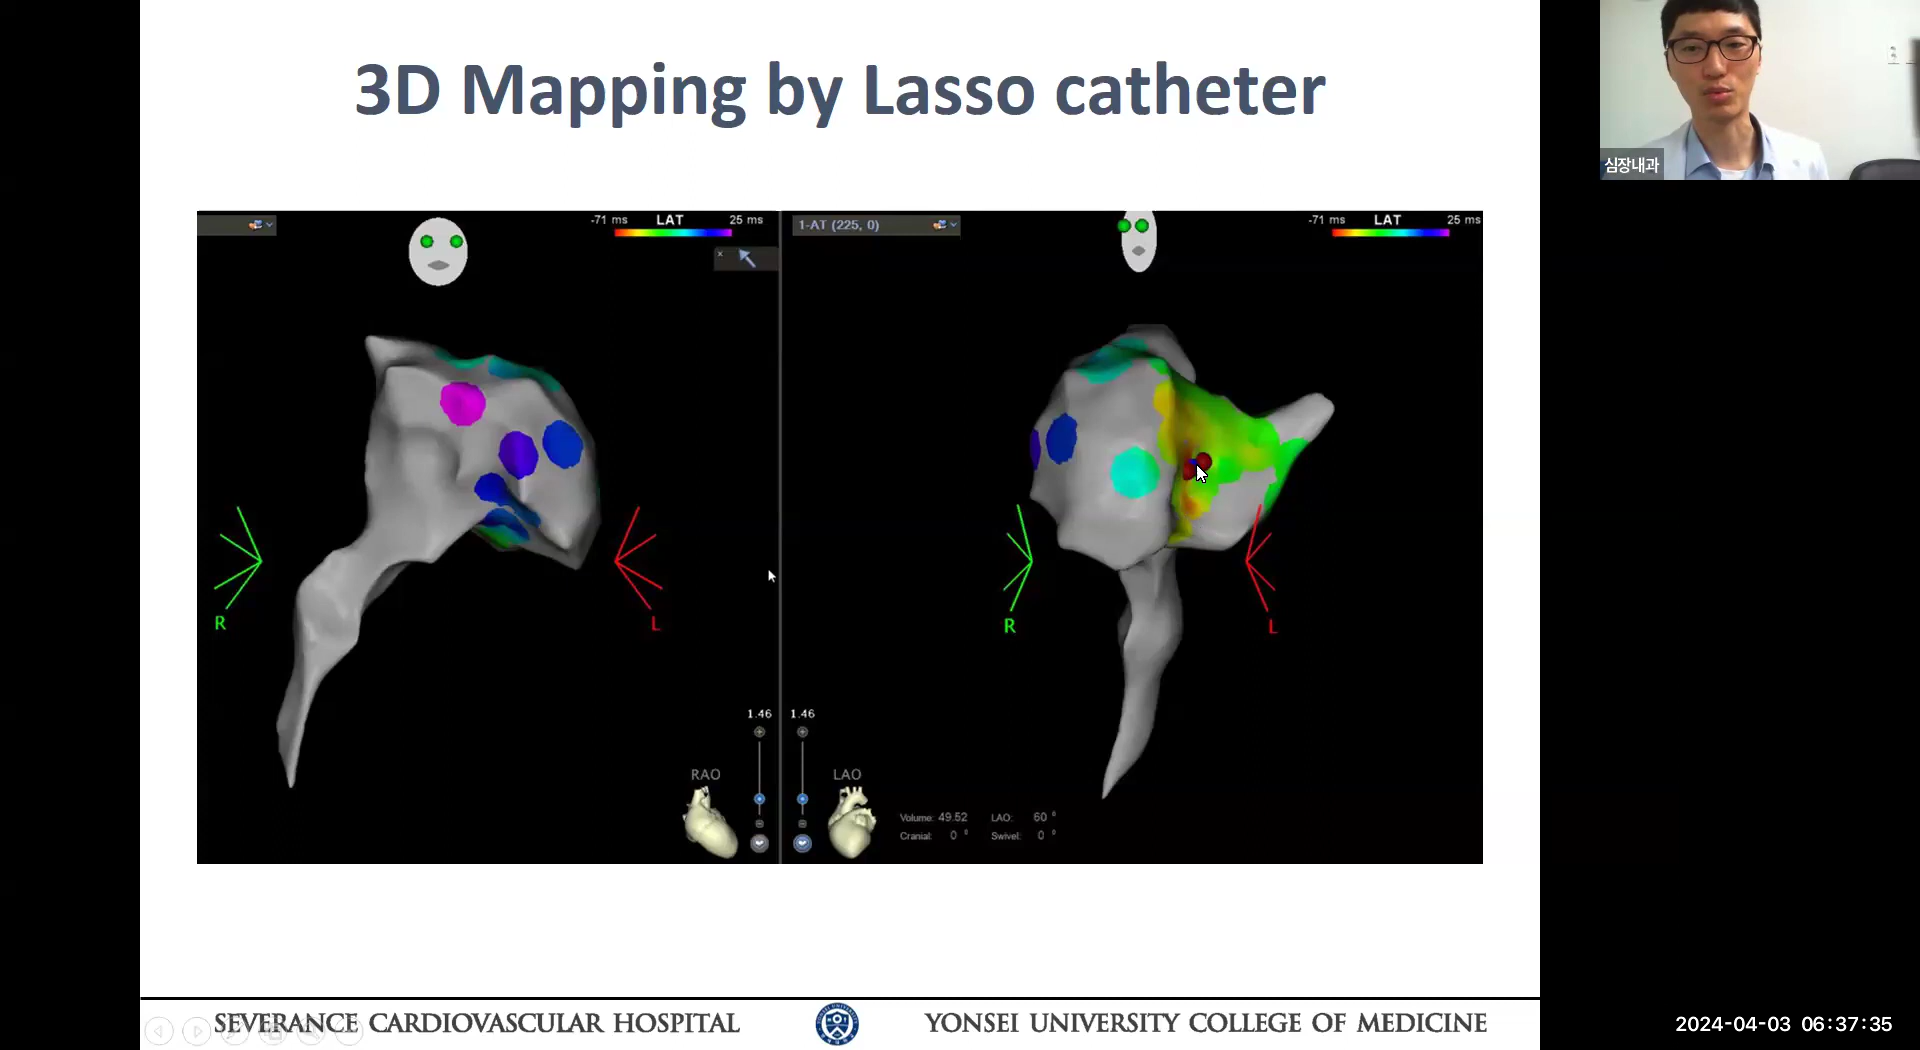 3D Mapping by Lasso catheter
심장내과
-71 ms LAT 25 ms
1-AT (225, 0)
-71 ms LAT 25 ms
R
L
R
L
1.46
1.46
RAO
LAO
Volume: 49.52 LAO: 60 °
Cranial: 0 ° Swivel: 0 °
SEVERANCE CARDIOVASCULAR HOSPITAL
YONSEI UNIVERSITY COLLEGE OF MEDICINE
2024-04-03 06:37:35